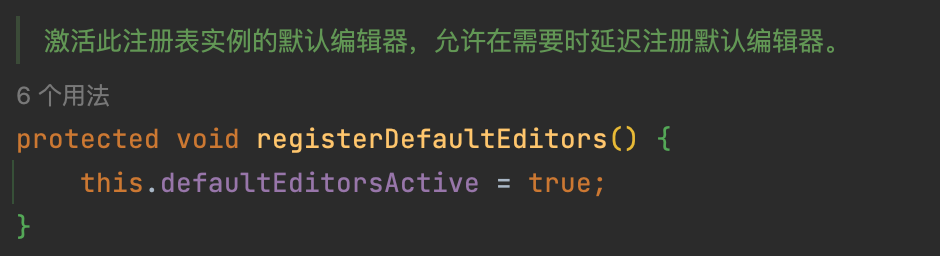 激活此注册表实例的默认编辑器，允许在需要时延迟注册默认编辑器。
6 个用法
protected void registerDefaultEditors() {
    this.defaultEditorsActive = true;
}